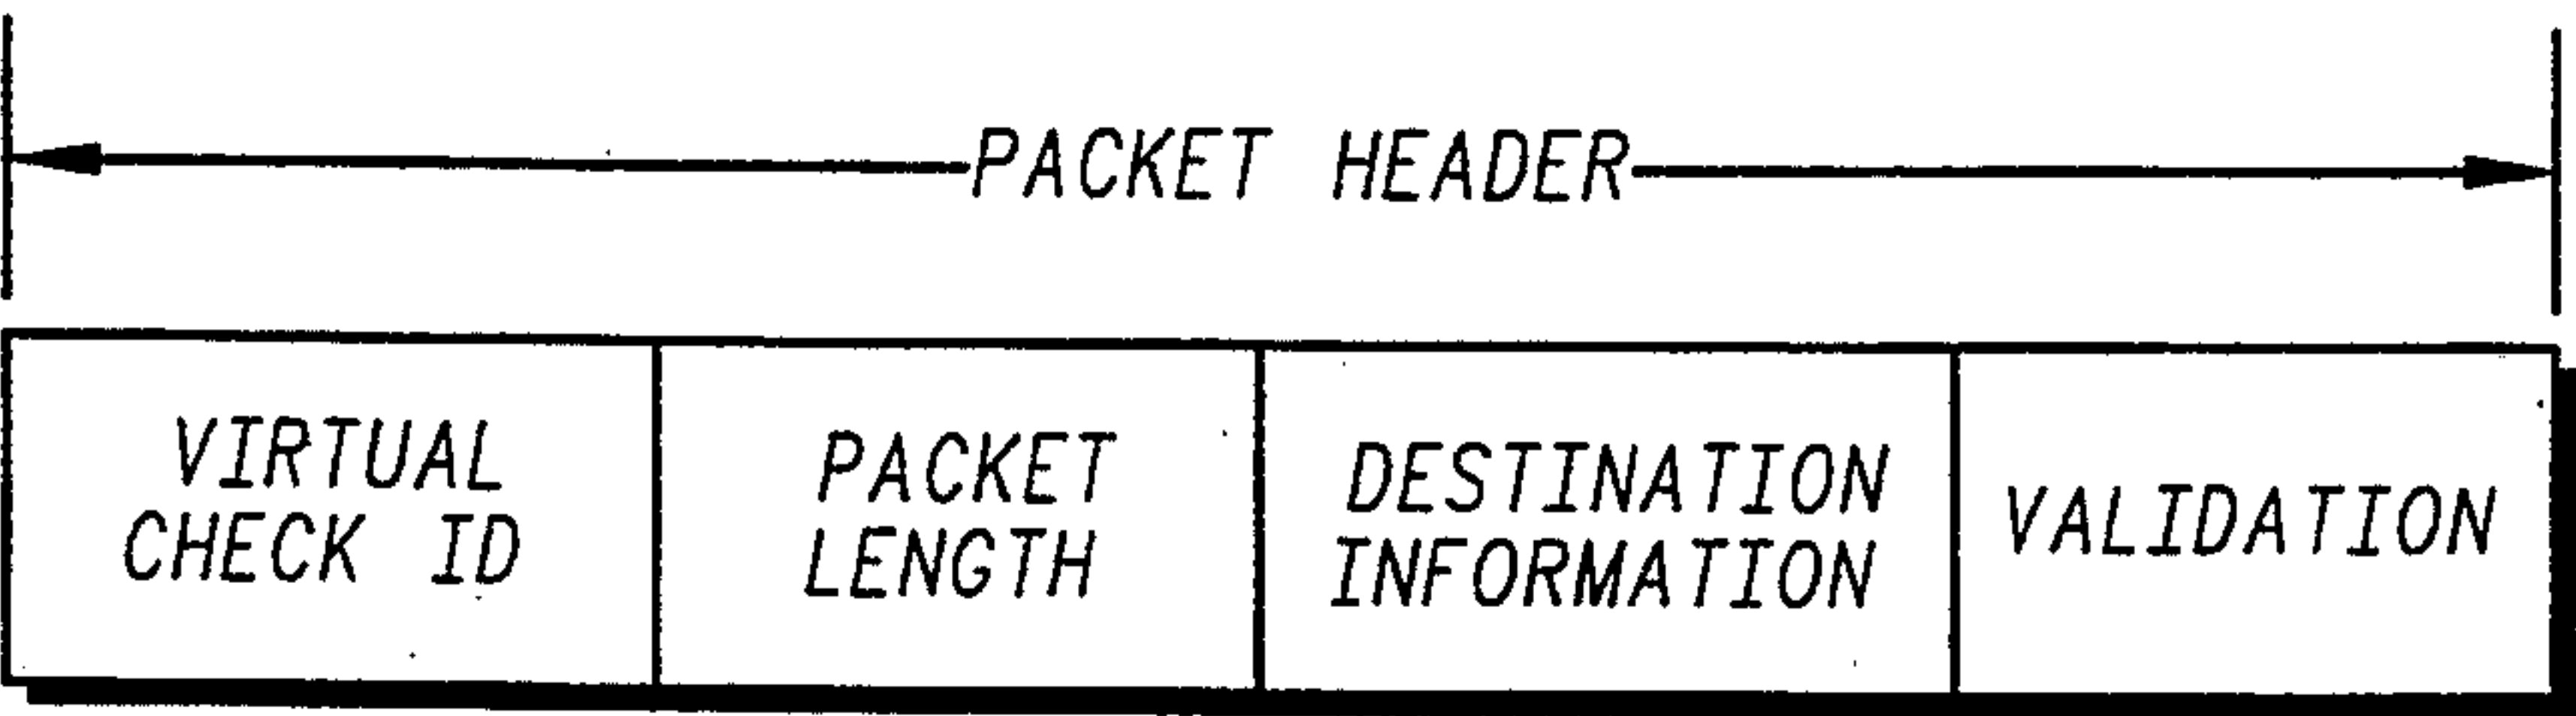 PACKET HEADER
VIRTUAL
CHECK ID
PACKET
LENGTH
DESTINATION
INFORMATION
VALIDATION